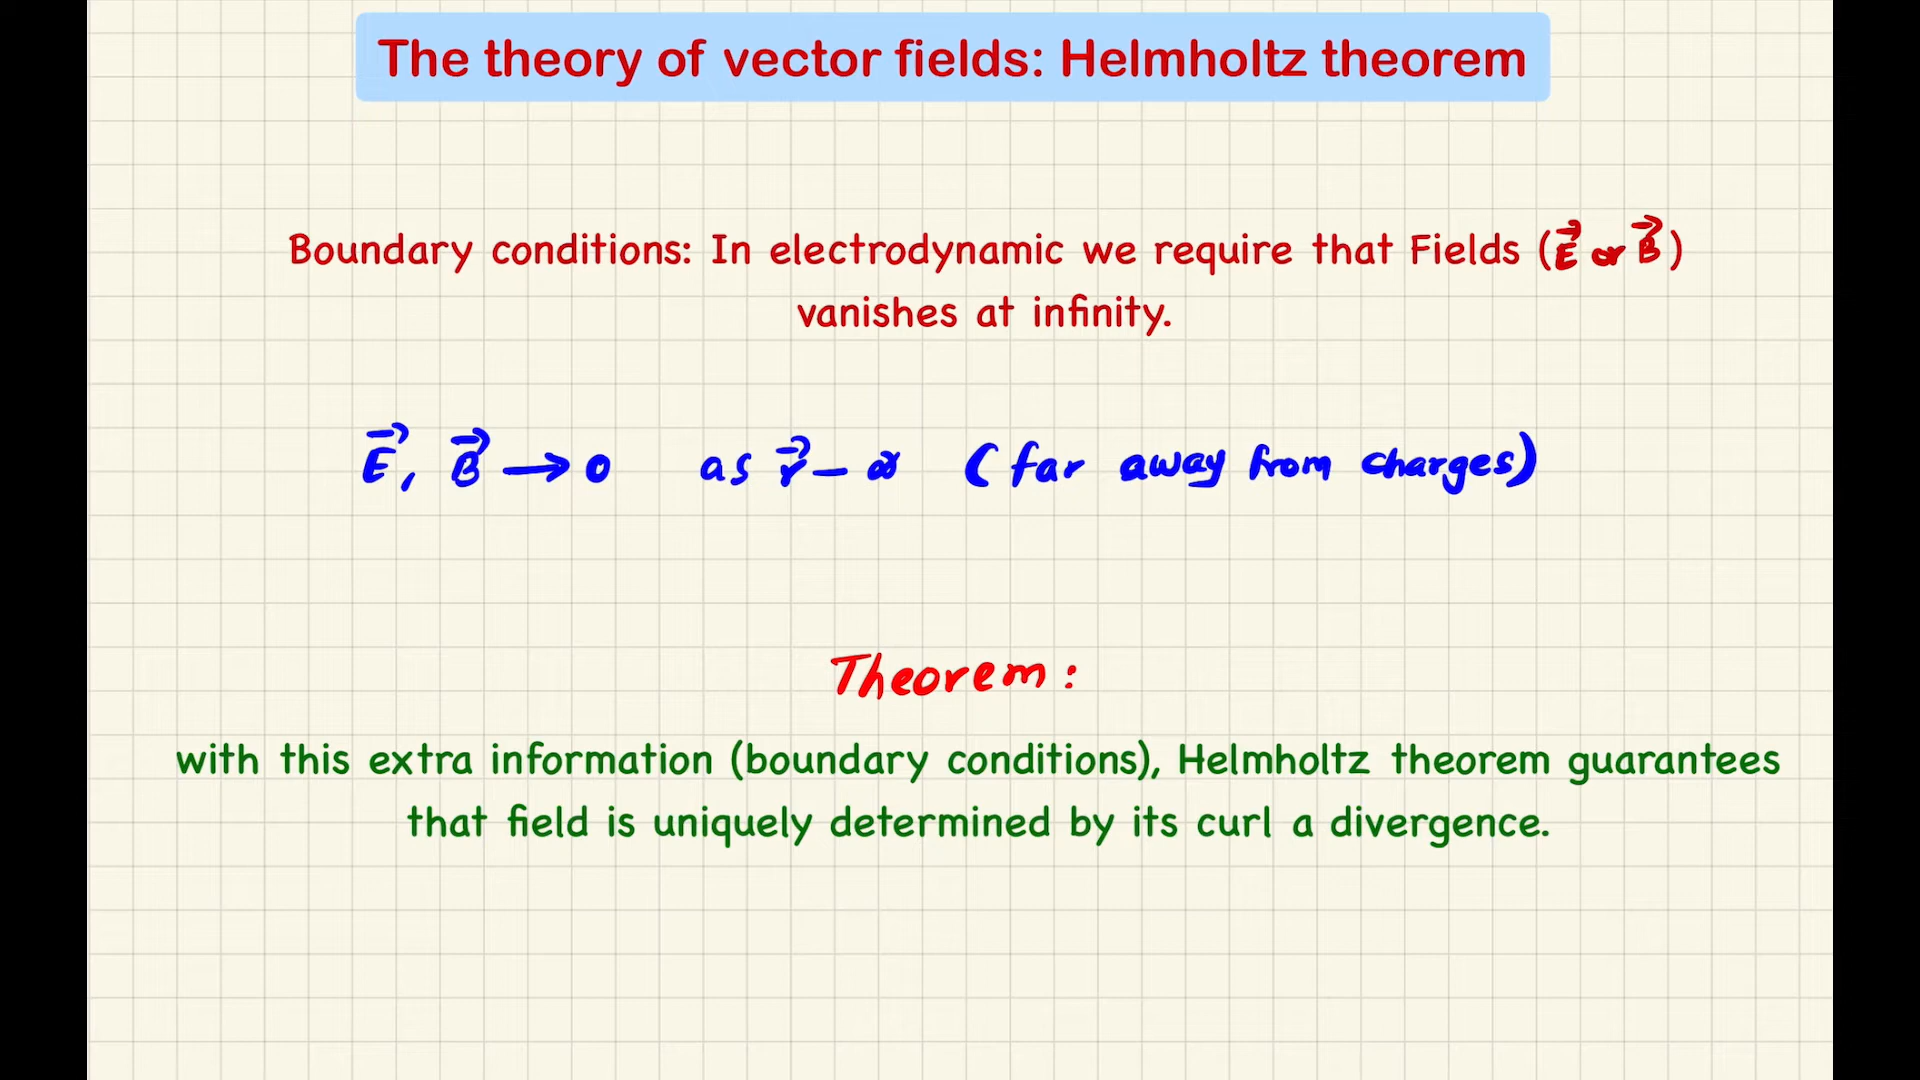 The theory of vector fields: Helmholtz theorem
Boundary conditions: In electrodynamic we require that Fields (E⃗ or B⃗)
vanishes at infinity.
E⃗, B⃗ → 0 as r⃗ – ∞ (far away from charges)
Theorem:
with this extra information (boundary conditions), Helmholtz theorem guarantees
that field is uniquely determined by its curl a divergence.